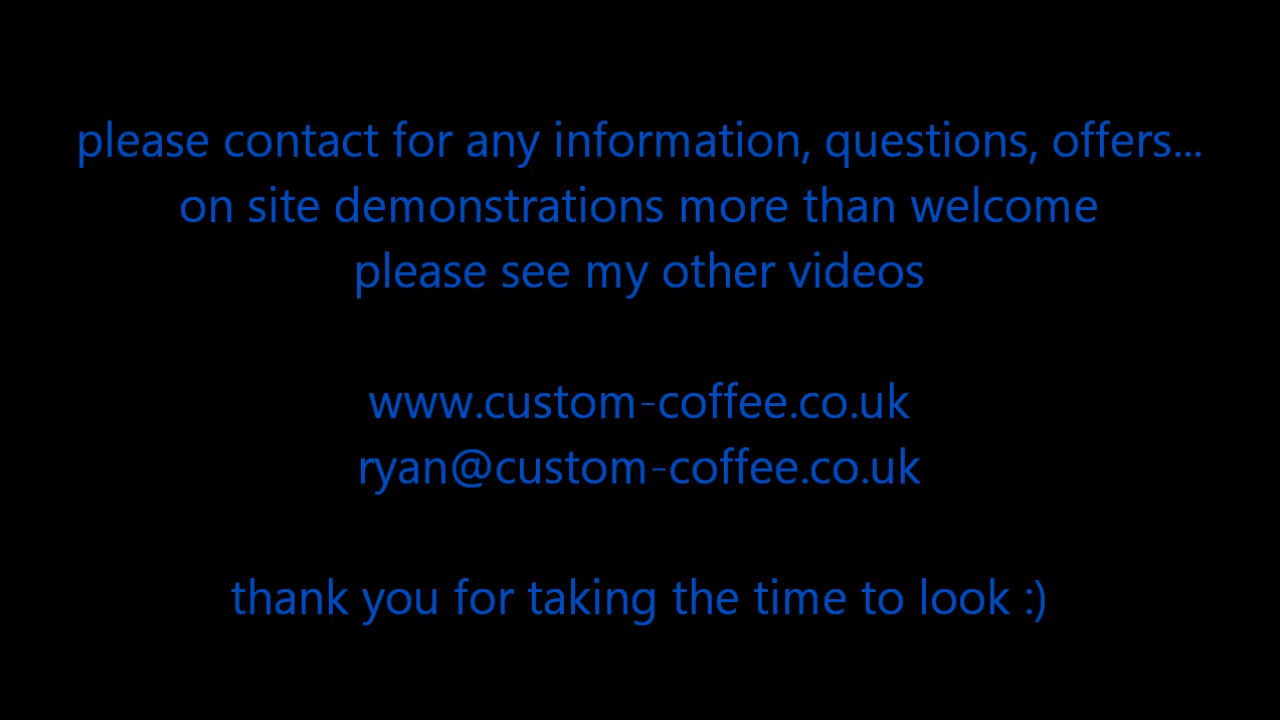 please contact for any information, questions, offers...
on site demonstrations more than welcome
please see my other videos
www.custom-coffee.co.uk
ryan@custom-coffee.co.uk
thank you for taking the time to look :)